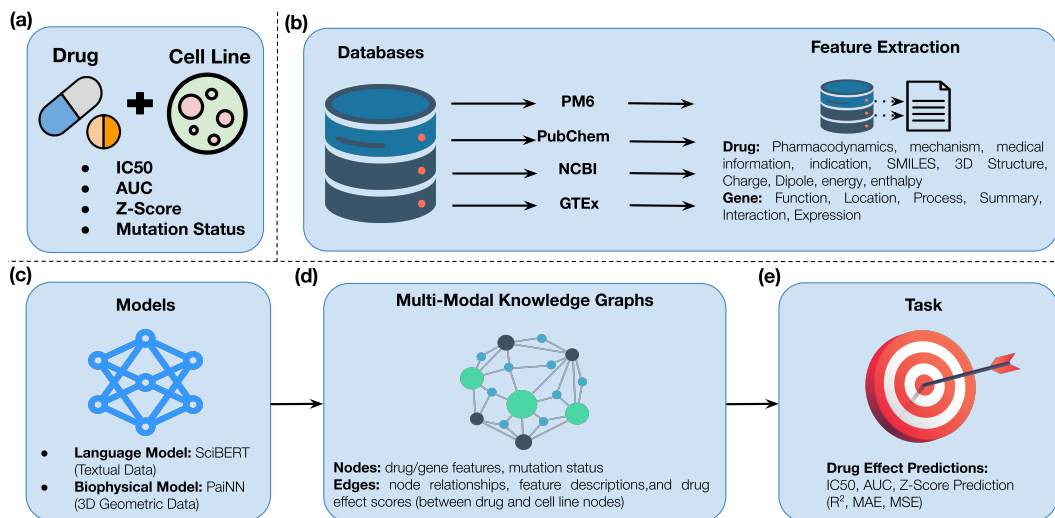 (a)
Drug
Cell Line
● IC50
● AUC
● Z-Score
● Mutation Status
(b)
Databases
PM6
PubChem
NCBI
GTEx
Feature Extraction
Drug: Pharmacodynamics, mechanism, medical
information, indication, SMILES, 3D Structure,
Charge, Dipole, energy, enthalpy
Gene: Function, Location, Process, Summary,
Interaction, Expression
(c)
Models
● Language Model: SciBERT
(Textual Data)
● Biophysical Model: PaiNN
(3D Geometric Data)
(d)
Multi-Modal Knowledge Graphs
Nodes: drug/gene features, mutation status
Edges: node relationships, feature descriptions,and drug
effect scores (between drug and cell line nodes)
(e)
Task
Drug Effect Predictions:
IC50, AUC, Z-Score Prediction
(R², MAE, MSE)